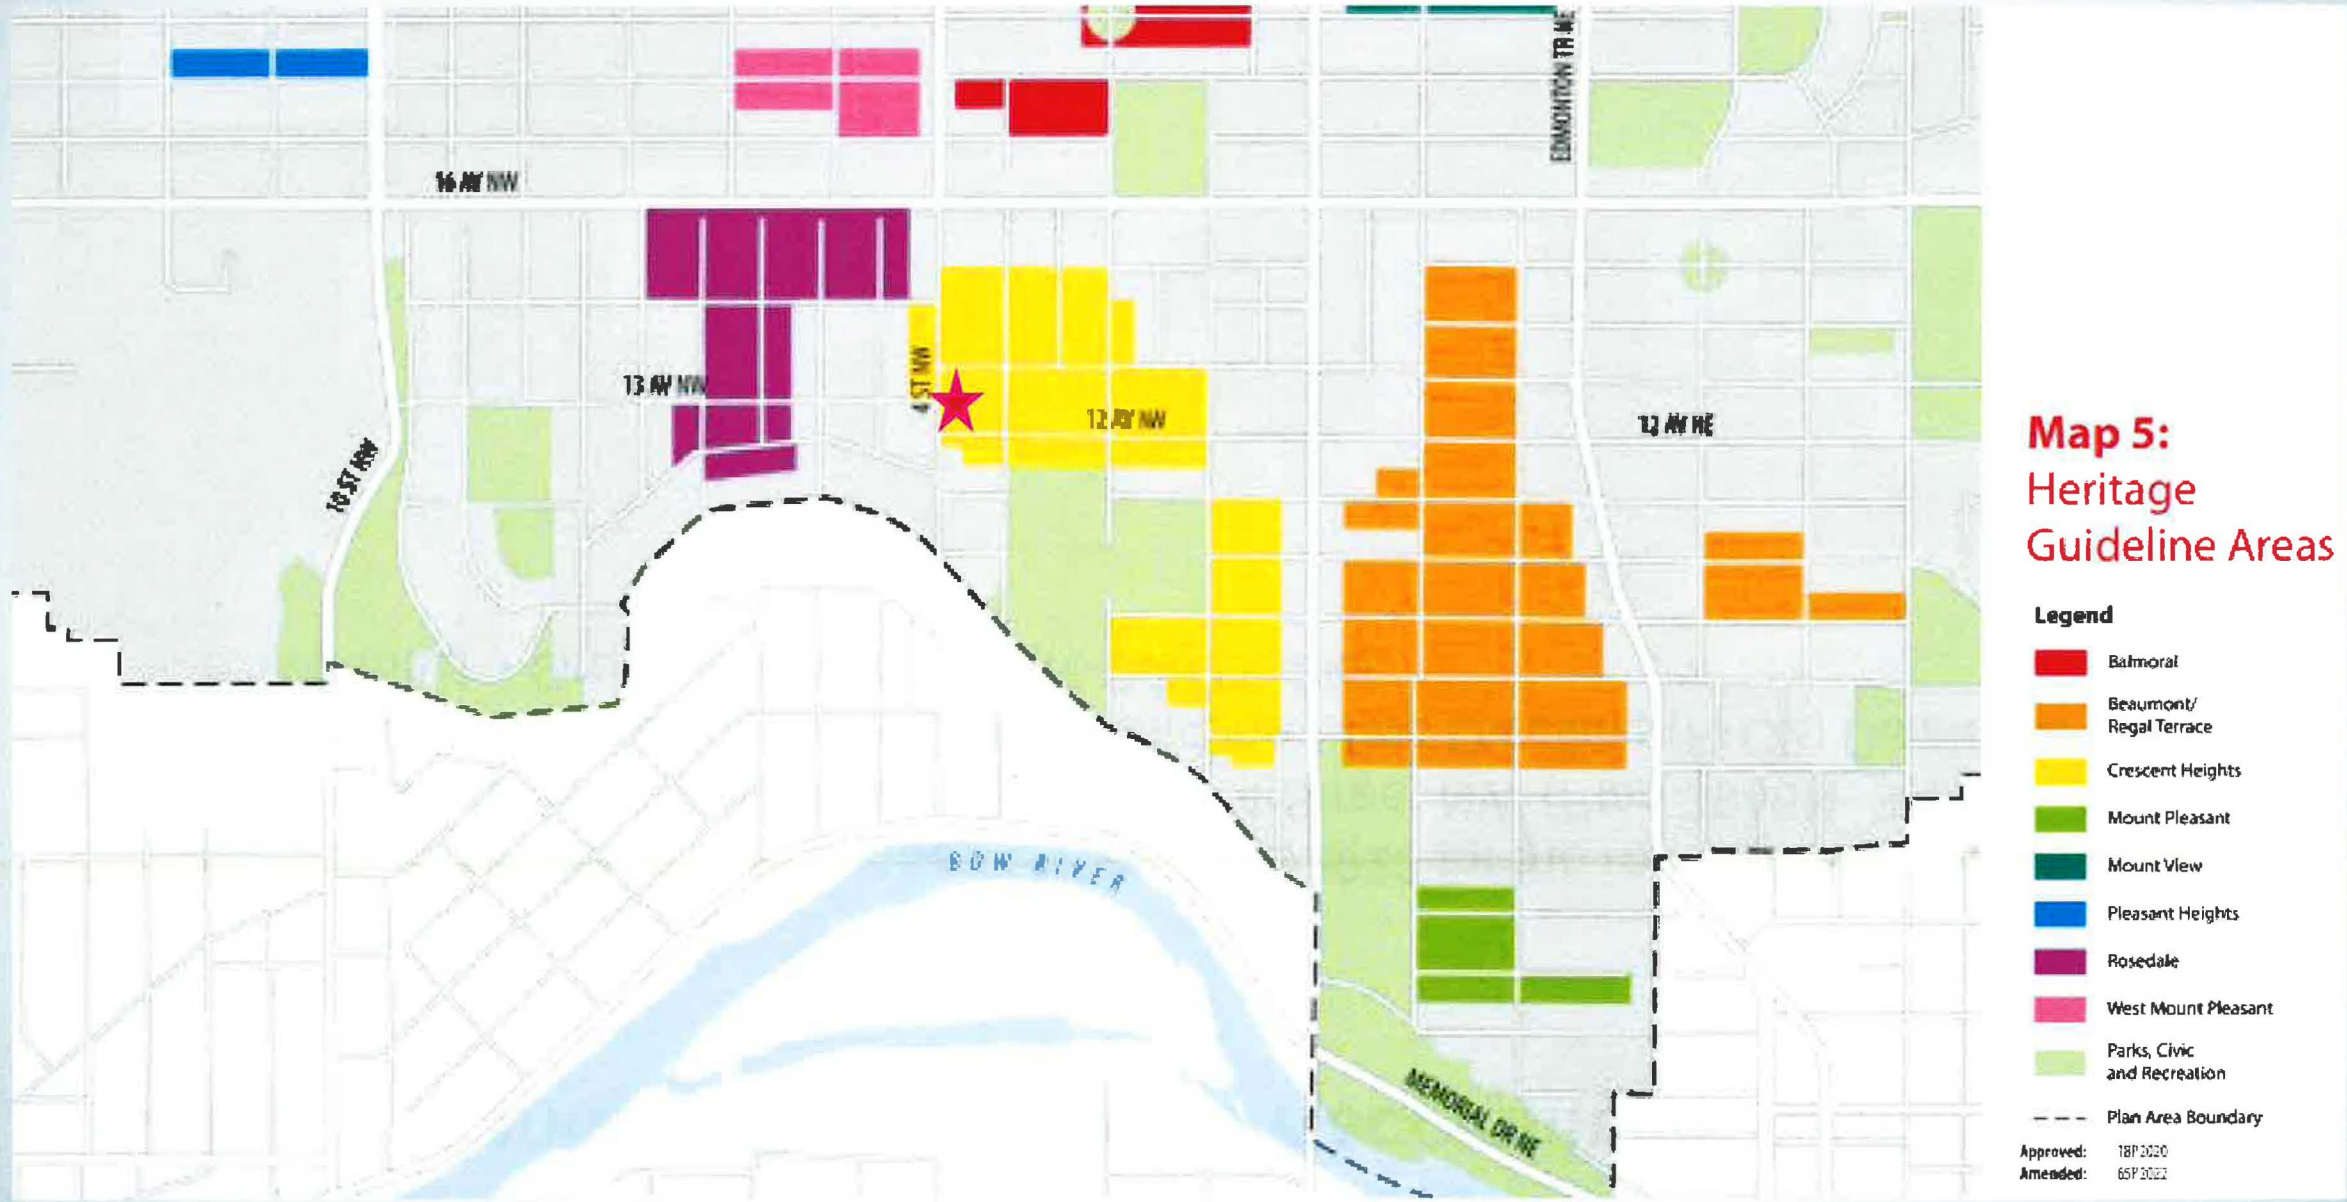 EDMONTON TR NE
16 AV NW
4 ST NW
13 AV NW
12 AV NW
12 AV NE
10 ST NW
BOW RIVER
MEMORIAL DR NE
Map 5:
Heritage
Guideline Areas
Legend
Balmoral
Beaumont/
Regal Terrace
Crescent Heights
Mount Pleasant
Mount View
Pleasant Heights
Rosedale
West Mount Pleasant
Parks, Civic
and Recreation
Plan Area Boundary
Approved: 18P2020
Amended: 65P2022